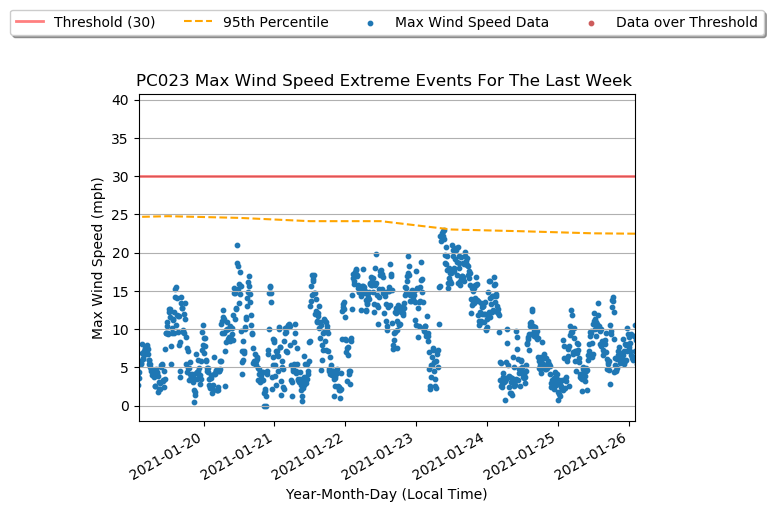 Threshold (30) 95th Percentile Max Wind Speed Data Data over Threshold
PC023 Max Wind Speed Extreme Events For The Last Week
Max Wind Speed (mph)
40
35
30
25
20
15
10
5
0
2021-01-20 2021-01-21 2021-01-22 2021-01-23 2021-01-24 2021-01-25 2021-01-26
Year-Month-Day (Local Time)